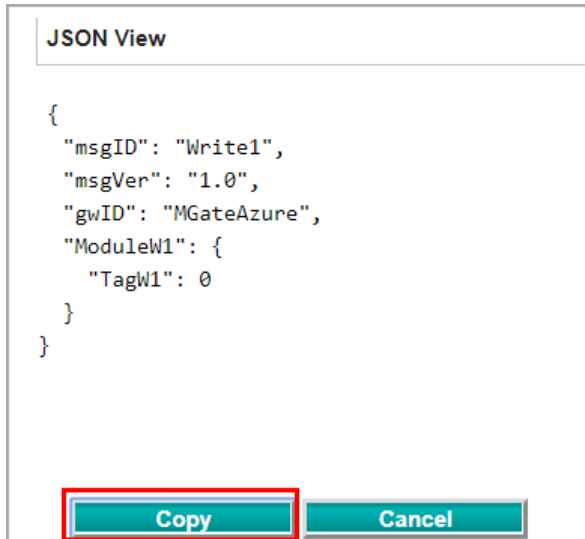 JSON View
{
"msgID": "Write1",
"msgVer": "1.0",
"gwID": "MGateAzure",
"ModuleW1": {
"TagW1": 0
}
}
Copy Cancel